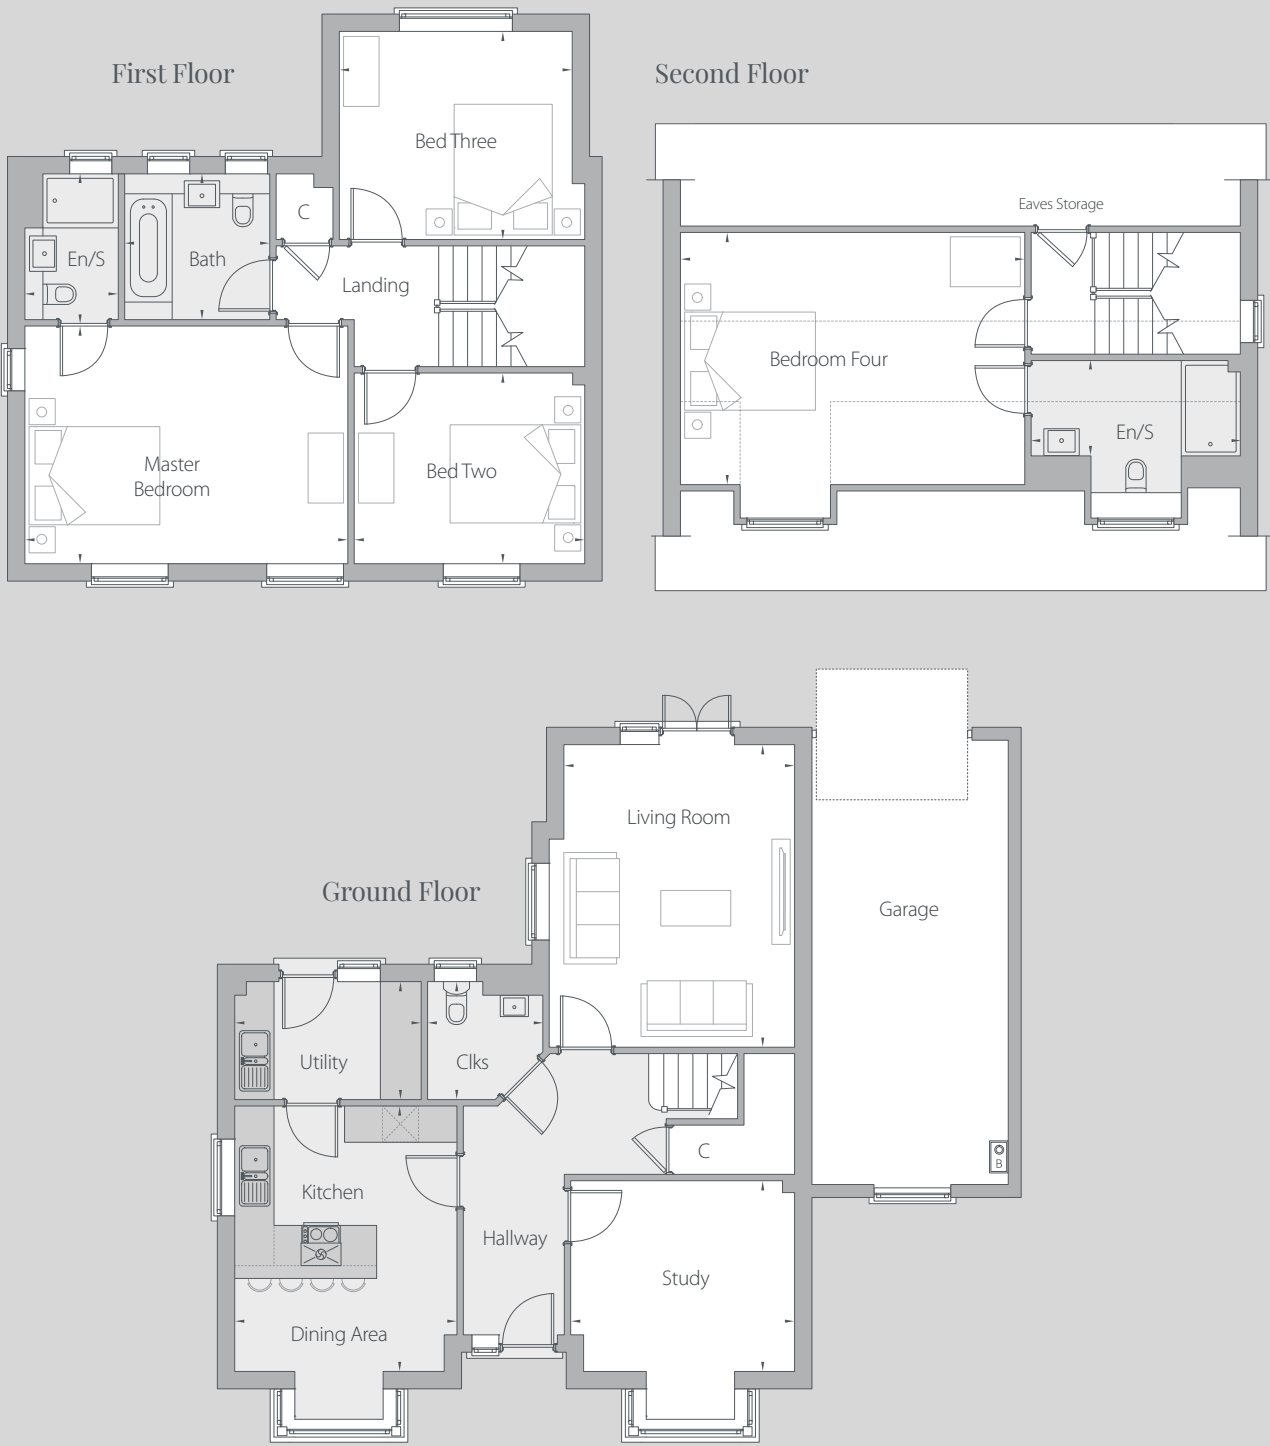 First Floor
Bed Three
C
En/S
Bath
Landing
Master
Bedroom
Bed Two
Second Floor
Eaves Storage
Bedroom Four
En/S
Ground Floor
Living Room
Garage
Utility
Clks
C
B
Kitchen
Hallway
Study
Dining Area